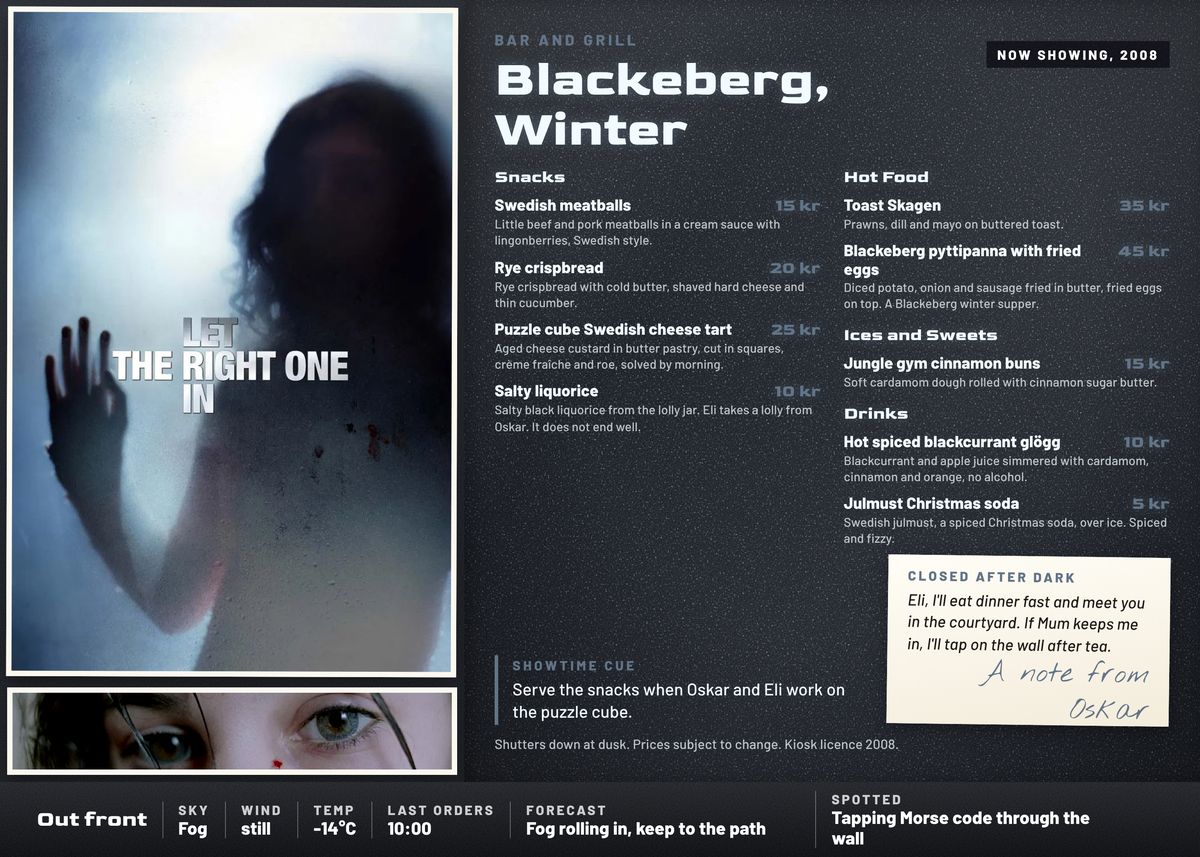 LET
THE RIGHT ONE
IN
BAR AND GRILL
Blackeberg,
Winter
NOW SHOWING, 2008
Snacks
Swedish meatballs 15 kr
Little beef and pork meatballs in a cream sauce with
lingonberries, Swedish style.
Rye crispbread 20 kr
Rye crispbread with cold butter, shaved hard cheese and
thin cucumber.
Puzzle cube Swedish cheese tart 25 kr
Aged cheese custard in butter pastry, cut in squares,
crème fraîche and roe, solved by morning.
Salty liquorice 10 kr
Salty black liquorice from the lolly jar. Eli takes a lolly from
Oskar. It does not end well.
Hot Food
Toast Skagen 35 kr
Prawns, dill and mayo on buttered toast.
Blackeberg pyttipanna with fried 45 kr
eggs
Diced potato, onion and sausage fried in butter, fried eggs
on top. A Blackeberg winter supper.
Ices and Sweets
Jungle gym cinnamon buns 15 kr
Soft cardamom dough rolled with cinnamon sugar butter.
Drinks
Hot spiced blackcurrant glögg 10 kr
Blackcurrant and apple juice simmered with cardamom,
cinnamon and orange, no alcohol.
Julmust Christmas soda 5 kr
Swedish julmust, a spiced Christmas soda, over ice. Spiced
and fizzy.
CLOSED AFTER DARK
Eli, I'll eat dinner fast and meet you
in the courtyard. If Mum keeps me
in, I'll tap on the wall after tea.
A note from
Oskar
SHOWTIME CUE
Serve the snacks when Oskar and Eli work on
the puzzle cube.
Shutters down at dusk. Prices subject to change. Kiosk licence 2008.
Out front
SKY
Fog
WIND
still
TEMP
-14°C
LAST ORDERS
10:00
FORECAST
Fog rolling in, keep to the path
SPOTTED
Tapping Morse code through the
wall